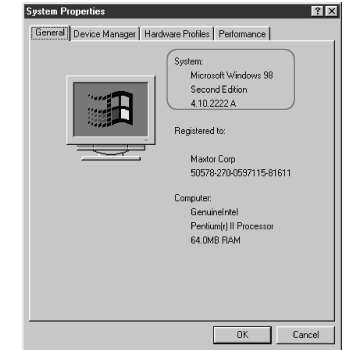 System Properties
General Device Manager Hardware Profiles Performance
System:
Microsoft Windows 98
Second Edition
4.10.2222 A
Registered to:
Maxtor Corp
50578-270-0597115-81611
Computer:
GenuineIntel
Pentium(r) II Processor
64.0MB RAM
OK Cancel